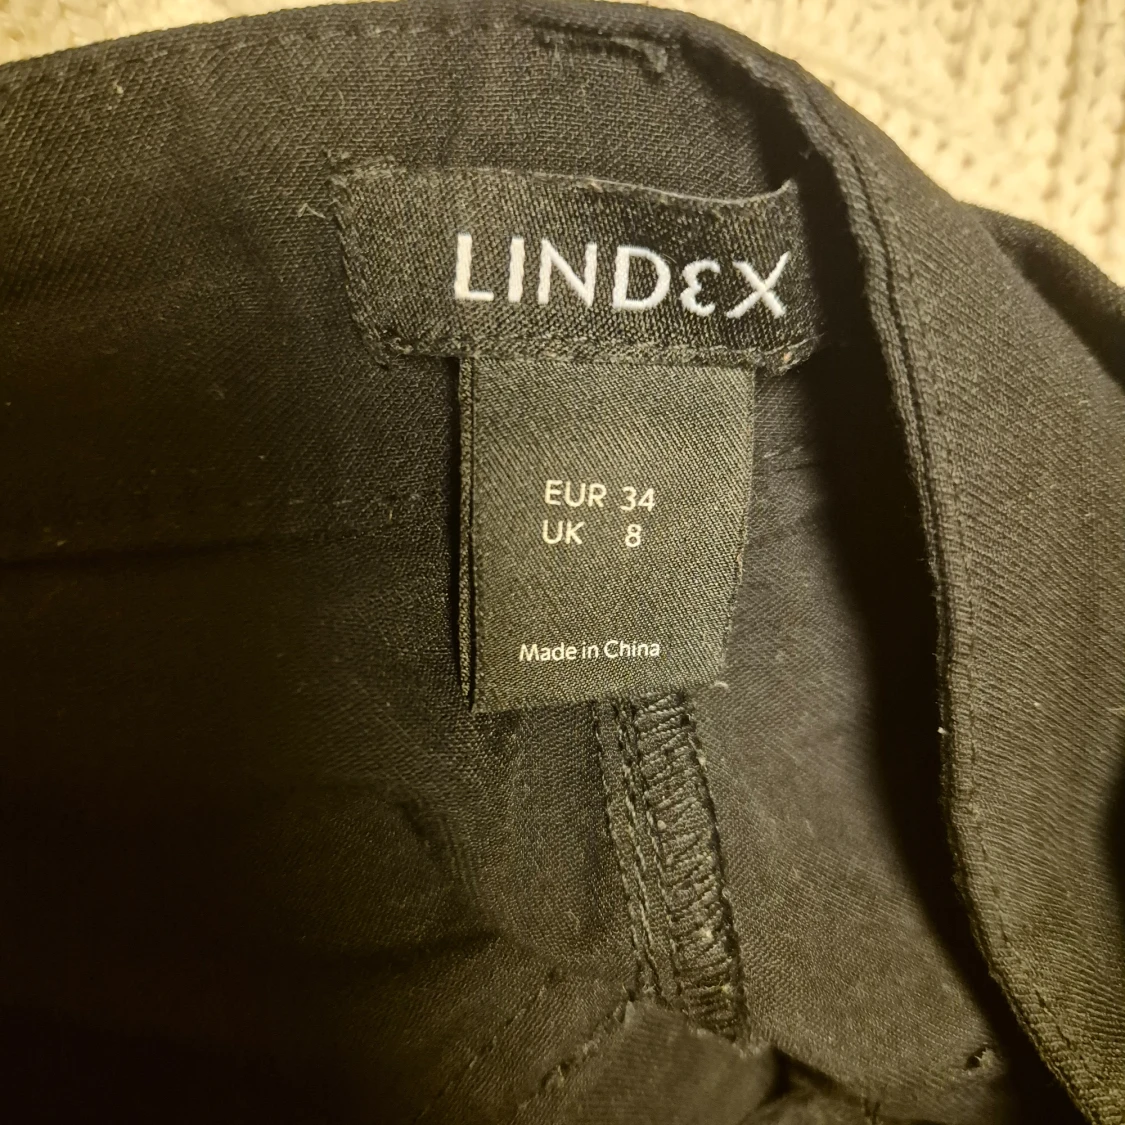 LINDEX
EUR 34
UK 8
Made in China